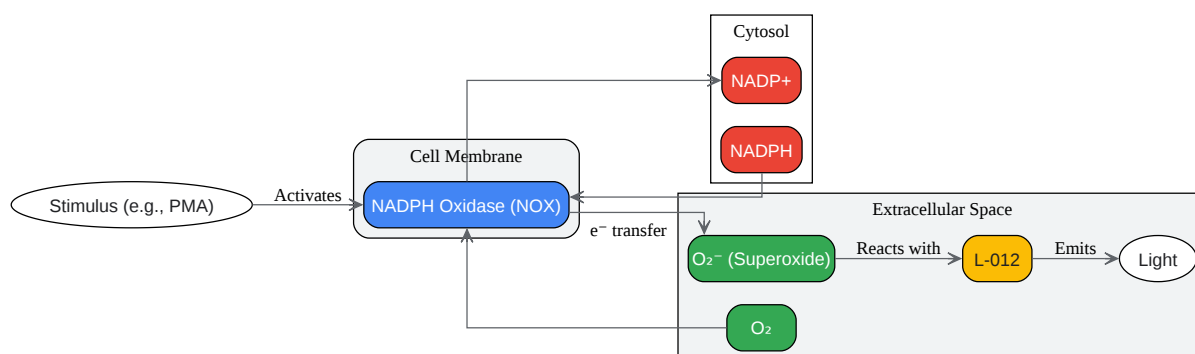 Cytosol
NADP+
NADPH
Cell Membrane
Stimulus (e.g., PMA)
Activates
NADPH Oxidase (NOX)
e⁻ transfer
Extracellular Space
O₂⁻ (Superoxide)
Reacts with
L-012
Emits
Light
O₂